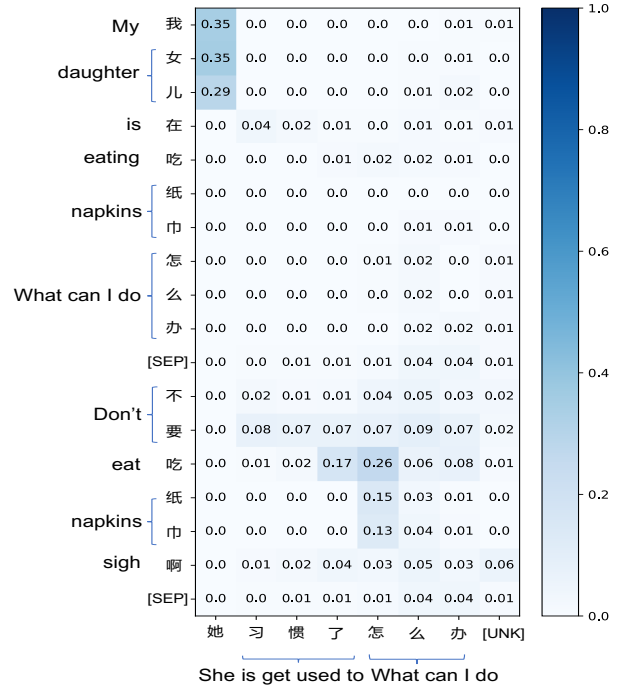 My 我 0.35 0.0 0.0 0.0 0.0 0.0 0.01 0.01
女 0.35 0.0 0.0 0.0 0.0 0.0 0.01 0.0
daughter
儿 0.29 0.0 0.0 0.0 0.0 0.01 0.02 0.0
is 在 0.0 0.04 0.02 0.01 0.0 0.01 0.01 0.01
eating 吃 0.0 0.0 0.0 0.01 0.02 0.02 0.01 0.0
纸 0.0 0.0 0.0 0.0 0.0 0.0 0.0 0.0
napkins
巾 0.0 0.0 0.0 0.0 0.0 0.01 0.01 0.0
怎 0.0 0.0 0.0 0.0 0.01 0.02 0.0 0.01
What can I do 么 0.0 0.0 0.0 0.0 0.0 0.02 0.0 0.01
办 0.0 0.0 0.0 0.0 0.0 0.02 0.02 0.01
[SEP] 0.0 0.0 0.01 0.01 0.01 0.04 0.04 0.01
不 0.0 0.02 0.01 0.01 0.04 0.05 0.03 0.02
Don't
要 0.0 0.08 0.07 0.07 0.07 0.09 0.07 0.02
eat 吃 0.0 0.01 0.02 0.17 0.26 0.06 0.08 0.01
纸 0.0 0.0 0.0 0.0 0.15 0.03 0.01 0.0
napkins
巾 0.0 0.0 0.0 0.0 0.13 0.04 0.01 0.0
sigh 啊 0.0 0.01 0.02 0.04 0.03 0.05 0.03 0.06
[SEP] 0.0 0.0 0.01 0.01 0.01 0.04 0.04 0.01
她 习 惯 了 怎 么 办 [UNK]
She is get used to What can I do
1.0
0.8
0.6
0.4
0.2
0.0